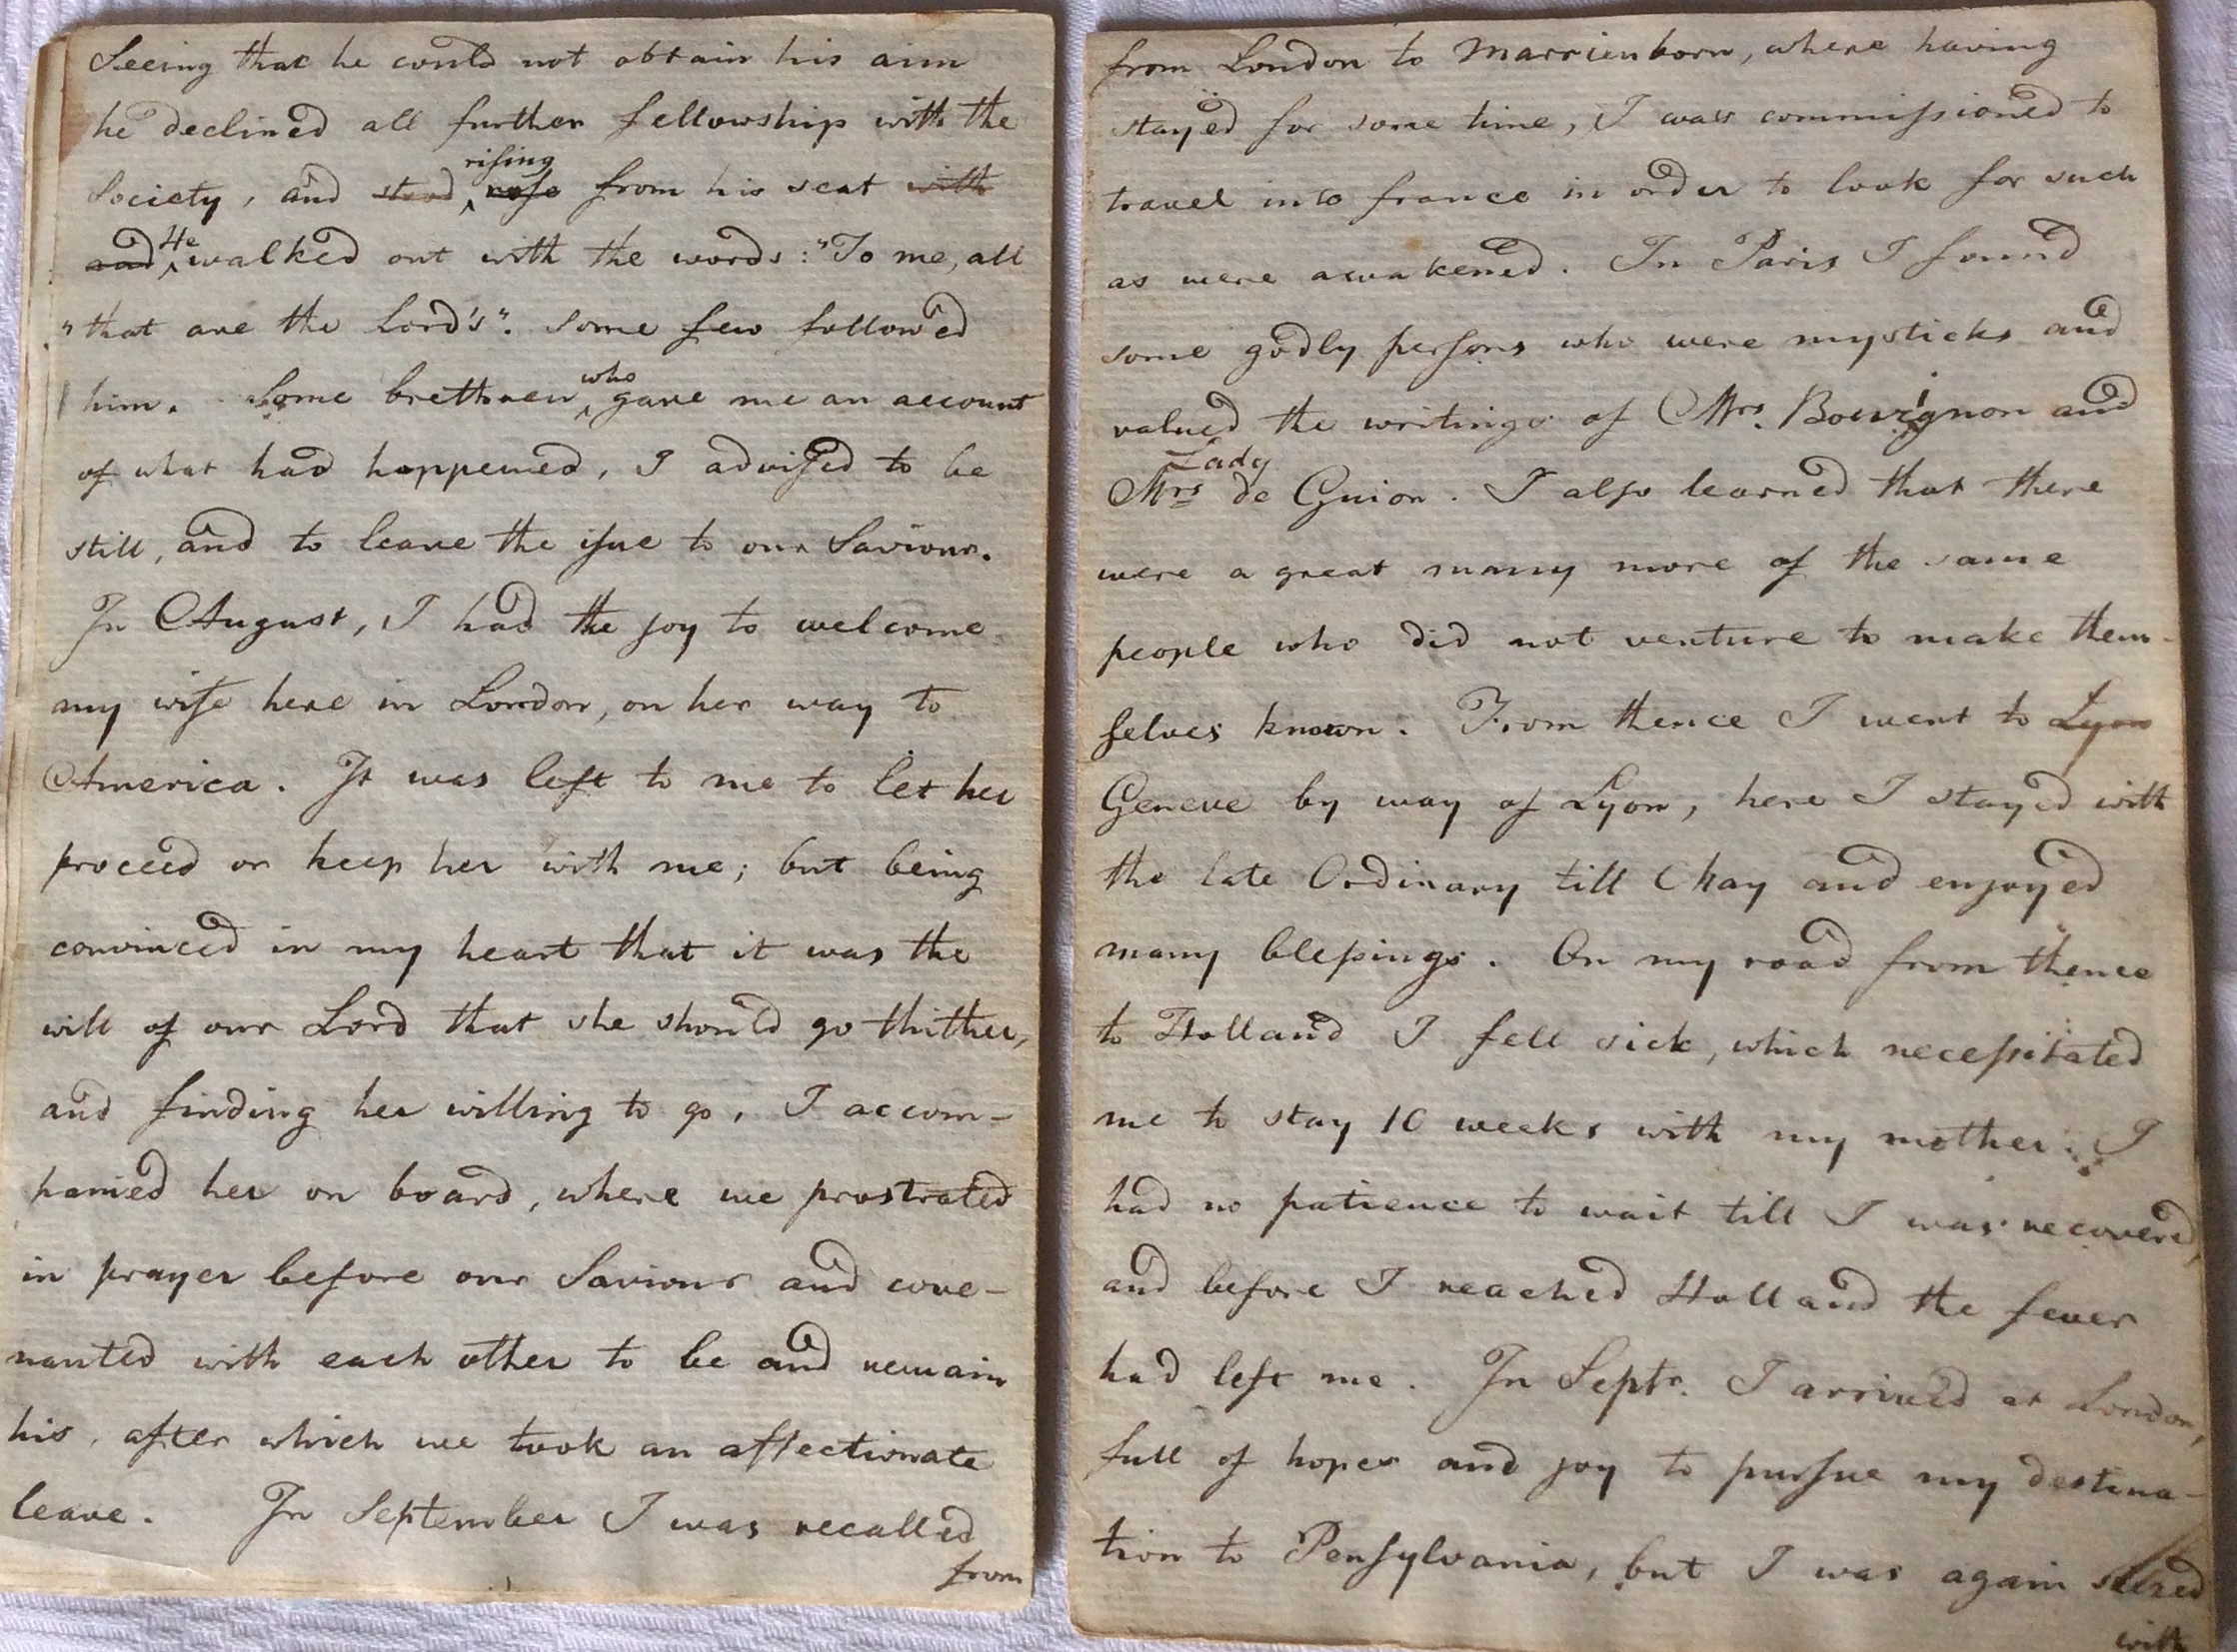 Seeing that he could not obtain his aim
he declined all further fellowship with the
rising
Society, and stood rose from his seat with
and He walked out with the words: "To me, all
"that are the Lord's". some few followed
him. Some brethren who gave me an account
of what had happened, I advised to be
still, and to leave the issue to our Saviour.
In August, I had the joy to welcome
my wife here in London, on her way to
America. It was left to me to let her
proceed or keep her with me; but being
convinced in my heart that it was the
will of our Lord that she should go thither,
and finding her willing to go, I accom-
panied her on board, where we prostrated
in prayer before our Saviour and cove-
nanted with each other to be and remain
his, after which we took an affectionate
leave. In September I was recalled
from
from London to Marrienborn, where having
stayed for some time, I was commissioned to
travel into france in order to look for such
as were awakened. In Paris I found
some godly persons who were mysticks and
valued the writings of Mrs. Bourignon and
Lady
Mrs de Guion. I also learned that there
were a great many more of the same
people who did not venture to make them-
selves known. From thence I went to Lyon
Geneve by way of Lyon, here I stayed with
the late Ordinary till May and enjoyed
many blessings. On my road from thence
to Holland I fell sick, which necessitated
me to stay 10 weeks with my mother. I
had no patience to wait till I was recovered,
and before I reached Holland the fever
had left me. In Septr. I arrived at London,
full of hopes and joy to pursue my destina-
tion to Pensylvania, but I was again seized
with